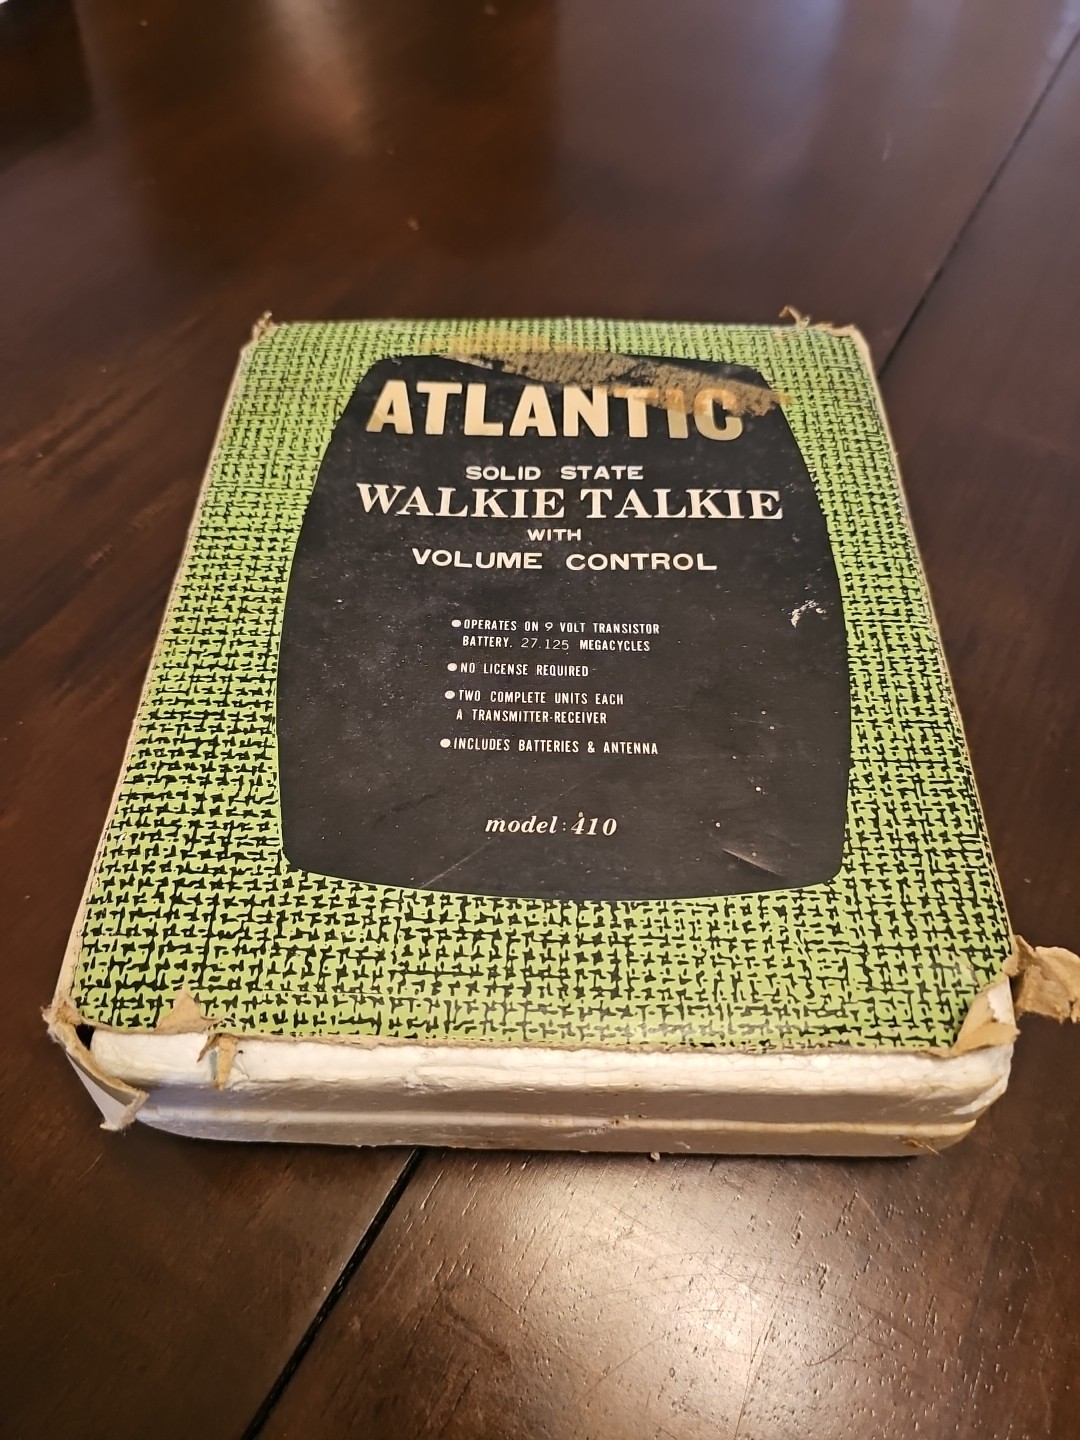 ATLANTIC
SOLID STATE
WALKIE TALKIE
WITH
VOLUME CONTROL
●OPERATES ON 9 VOLT TRANSISTOR
BATTERY. 27.125 MEGACYCLES
●NO LICENSE REQUIRED
●TWO COMPLETE UNITS EACH
A TRANSMITTER-RECEIVER
●INCLUDES BATTERIES & ANTENNA
model: 410